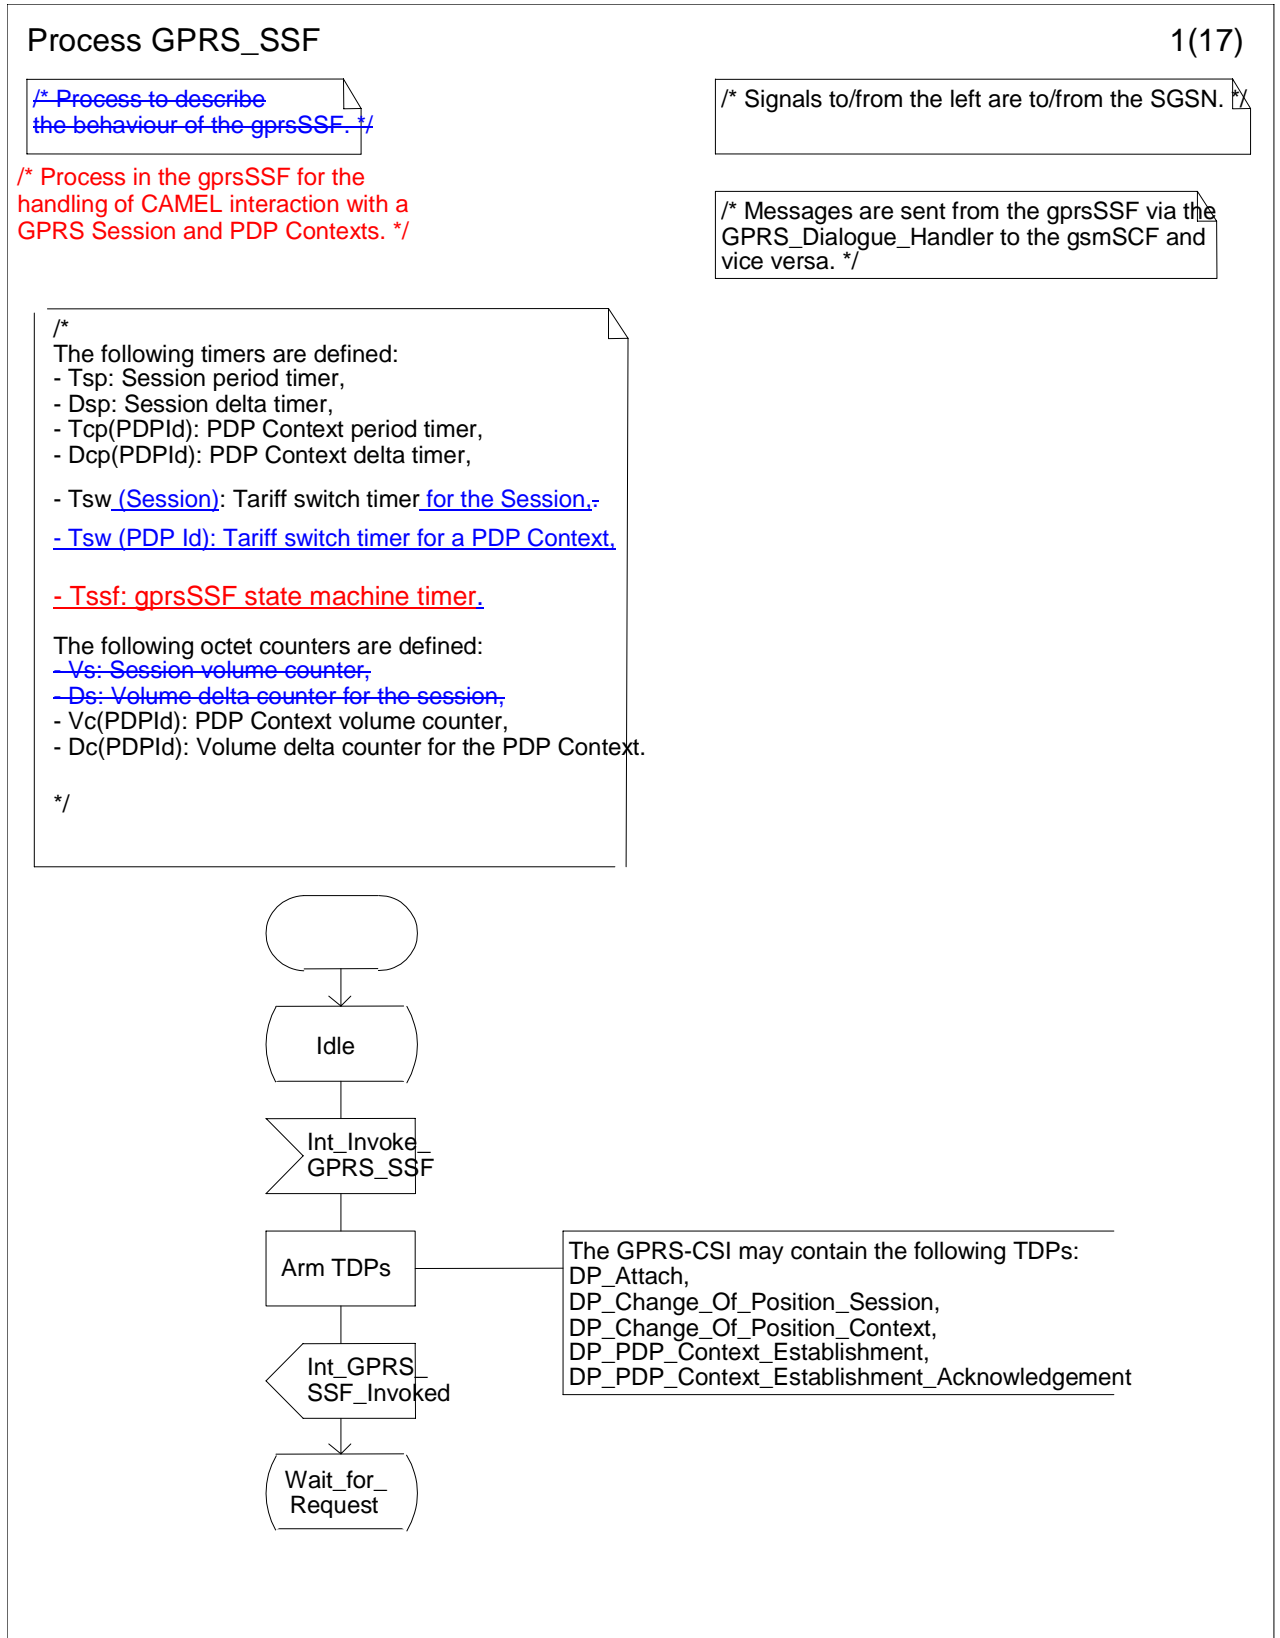 Process GPRS_SSF
1(17)
/* Process to describe
the behaviour of the gprsSSF. */
/* Process in the gprsSSF for the
handling of CAMEL interaction with a
GPRS Session and PDP Contexts. */
/* Signals to/from the left are to/from the SGSN. */
/* Messages are sent from the gprsSSF via the
GPRS_Dialogue_Handler to the gsmSCF and
vice versa. */
/*
The following timers are defined:
- Tsp: Session period timer,
- Dsp: Session delta timer,
- Tcp(PDPId): PDP Context period timer,
- Dcp(PDPId): PDP Context delta timer,
- Tsw (Session): Tariff switch timer for the Session,.
- Tsw (PDP Id): Tariff switch timer for a PDP Context,
- Tssf: gprsSSF state machine timer.
The following octet counters are defined:
- Vs: Session volume counter,
- Ds: Volume delta counter for the session,
- Vc(PDPId): PDP Context volume counter,
- Dc(PDPId): Volume delta counter for the PDP Context.
*/
Idle
Int_Invoke_
GPRS_SSF
Arm TDPs
The GPRS-CSI may contain the following TDPs:
DP_Attach,
DP_Change_Of_Position_Session,
DP_Change_Of_Position_Context,
DP_PDP_Context_Establishment,
DP_PDP_Context_Establishment_Acknowledgement
Int_GPRS_
SSF_Invoked
Wait_for_
Request